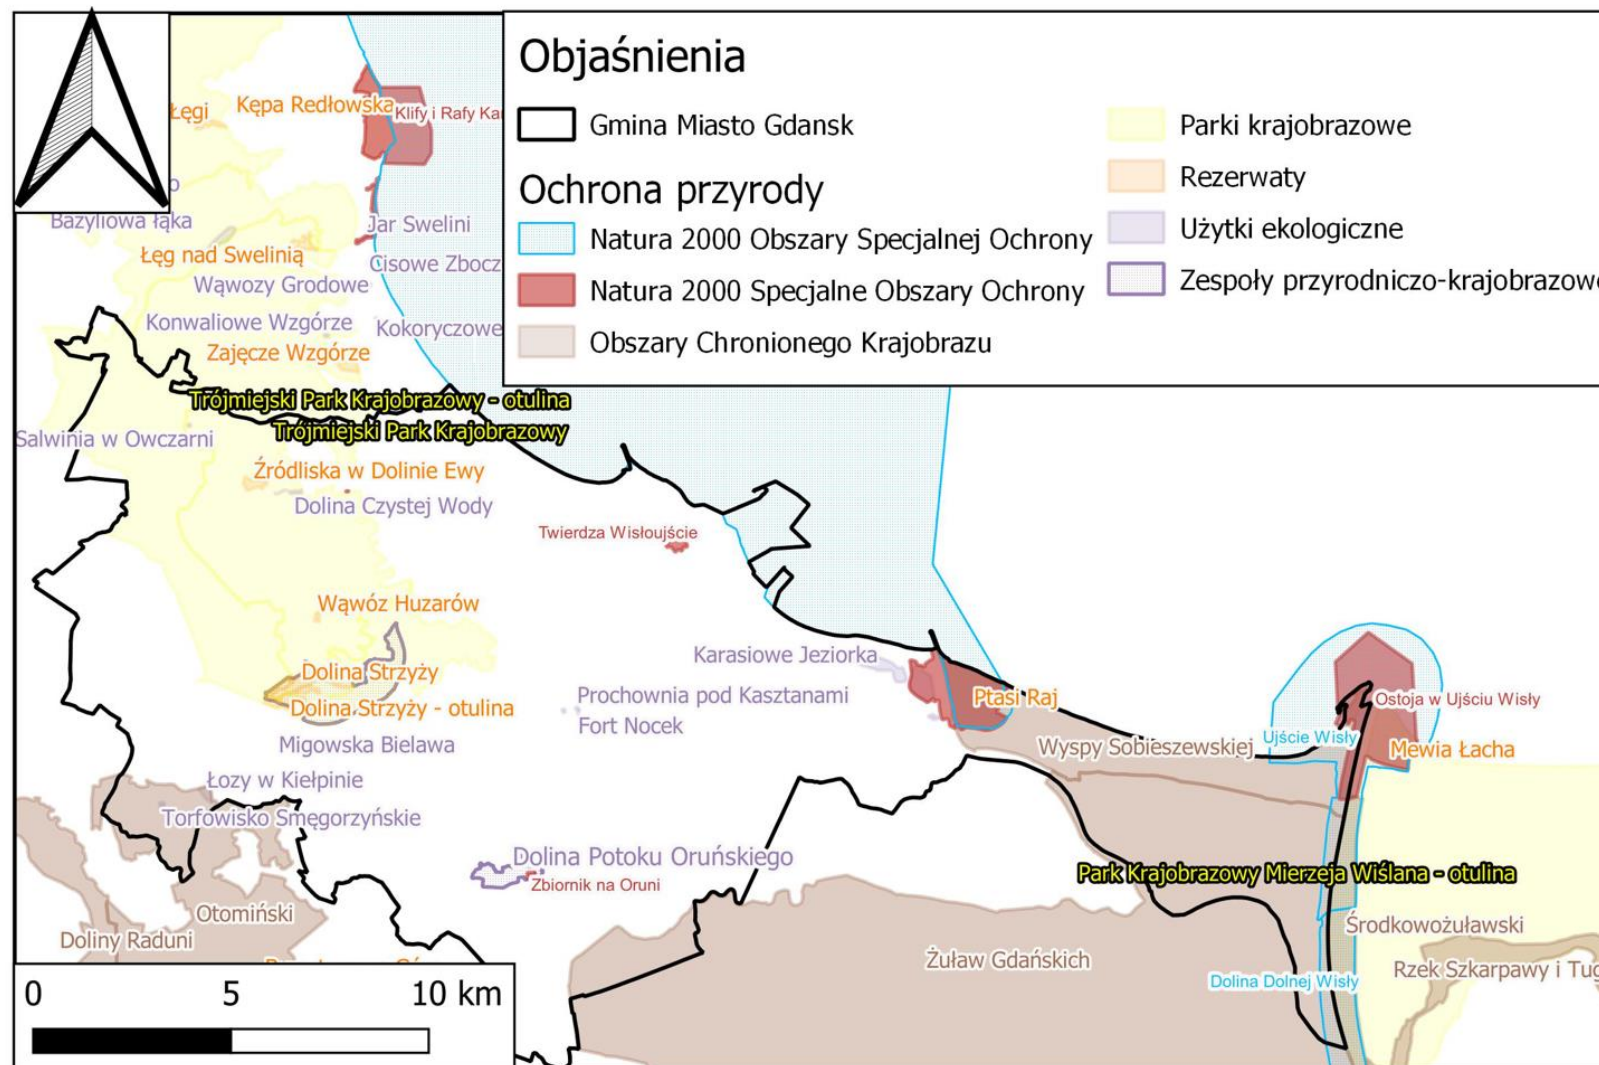 Objaśnienia
Gmina Miasto Gdansk
Ochrona przyrody
Natura 2000 Obszary Specjalnej Ochrony
Natura 2000 Specjalne Obszary Ochrony
Obszary Chronionego Krajobrazu
Parki krajobrazowe
Rezerwaty
Użytki ekologiczne
Zespoły przyrodniczo-krajobrazowe
Łęgi
Kępa Redłowska
Klify i Rafy Ka
Bazyliowa łąka
Jar Swelini
Łęg nad Swelinią
Cisowe Zbocz
Wąwozy Grodowe
Konwaliowe Wzgórze
Kokoryczowe
Zajęcze Wzgórze
Trójmiejski Park Krajobrazowy - otulina
Trójmiejski Park Krajobrazowy
Salwinia w Owczarni
Źródliska w Dolinie Ewy
Dolina Czystej Wody
Twierdza Wisłoujście
Wąwóz Huzarów
Karasiowe Jeziorka
Dolina Strzyży
Prochownia pod Kasztanami
Ptasi Raj
Ostoja w Ujściu Wisły
Dolina Strzyży - otulina
Fort Nocek
Ujście Wisły
Migowska Bielawa
Wyspy Sobieszewskiej
Mewia Łacha
Łozy w Kiełpinie
Torfowisko Smęgorzyńskie
Dolina Potoku Oruńskiego
Zbiornik na Oruni
Park Krajobrazowy Mierzeja Wiślana - otulina
Otomiński
Środkowożuławski
Doliny Raduni
Żuław Gdańskich
Rzek Szkarpawy i Tug
Dolina Dolnej Wisły
0 5 10 km